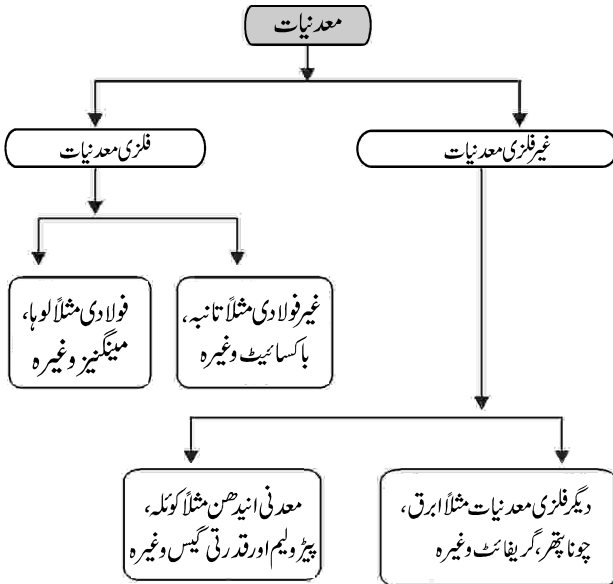 معدنیات
غیر فلزی معدنیات
فلزی معدنیات
غیر فولادی مثلاً تانبہ،
باکسائیٹ وغیرہ
فولادی مثلاً لوہا،
مینگنیز وغیرہ
دیگر فلزی معدنیات مثلاً ابرق،
چونا پتھر، گریفائٹ وغیرہ
معدنی ایندھن مثلاً کوئلہ،
پیڑولیم اور قدرتی گیس وغیرہ